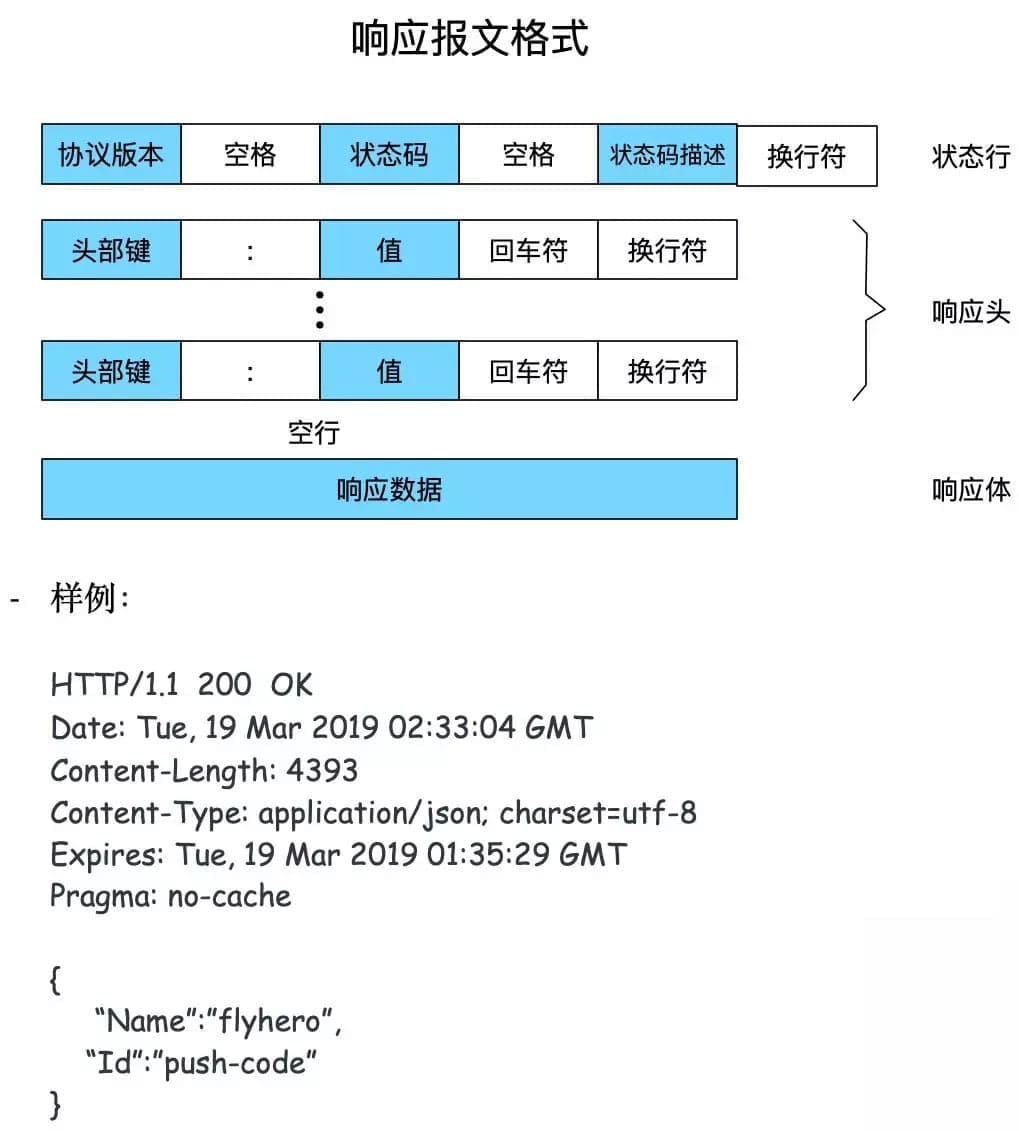 响应报文格式
协议版本 空格 状态码 空格 状态码描述 换行符 状态行
头部键 : 值 回车符 换行符
响应头
头部键 : 值 回车符 换行符
空行
响应数据 响应体
- 样例：
HTTP/1.1 200 OK
Date: Tue, 19 Mar 2019 02:33:04 GMT
Content-Length: 4393
Content-Type: application/json; charset=utf-8
Expires: Tue, 19 Mar 2019 01:35:29 GMT
Pragma: no-cache
{
“Name”:”flyhero”,
“Id”:”push-code”
}